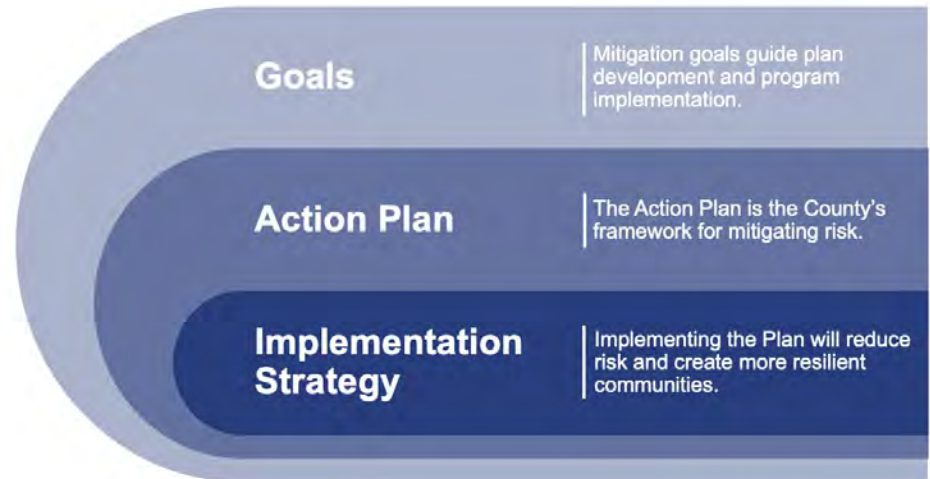 Goals
Mitigation goals guide plan
development and program
implementation.
Action Plan
The Action Plan is the County's
framework for mitigating risk.
Implementation
Strategy
Implementing the Plan will reduce
risk and create more resilient
communities.